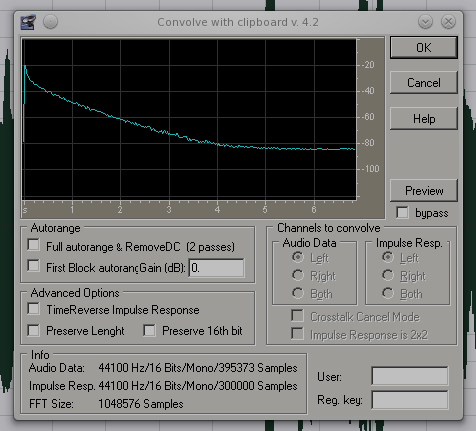 Convolve with clipboard v. 4.2
-20
-40
-60
-80
-100
s 1 2 3 4 5 6
OK
Cancel
Help
Preview
bypass
Autorange
Full autorange & RemoveDC (2 passes)
First Block autorangGain (dB): 0.
Advanced Options
TimeReverse Impulse Response
Preserve Lenght Preserve 16th bit
Channels to convolve
Audio Data
Left
Right
Both
Impulse Resp.
Left
Right
Both
Crosstalk Cancel Mode
Impulse Response is 2x2
Info
Audio Data: 44100 Hz/16 Bits/Mono/395373 Samples
Impulse Resp. 44100 Hz/16 Bits/Mono/300000 Samples
FFT Size: 1048576 Samples
User:
Reg. key: